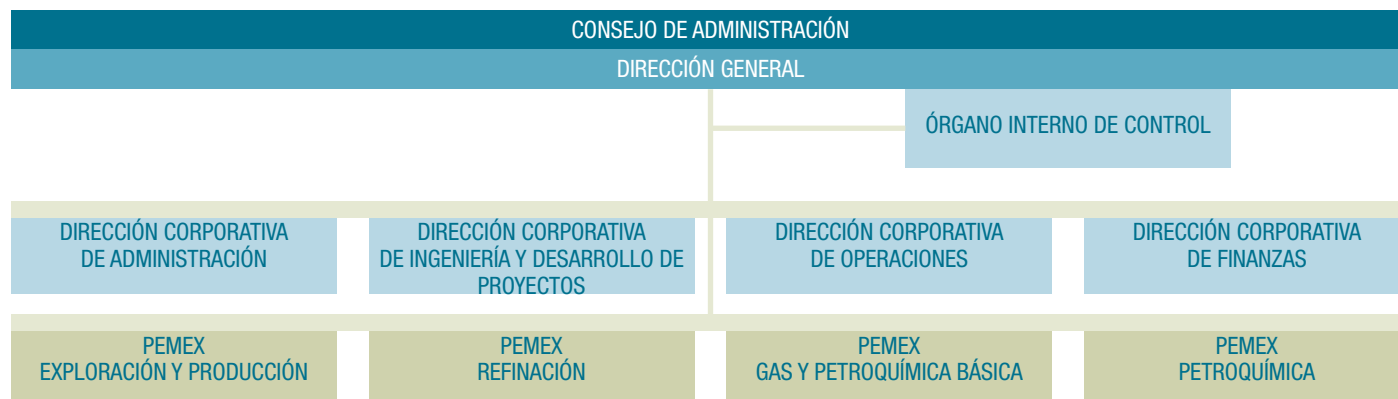 CONSEJO DE ADMINISTRACIÓN
DIRECCIÓN GENERAL
ÓRGANO INTERNO DE CONTROL
DIRECCIÓN CORPORATIVA
DE ADMINISTRACIÓN
DIRECCIÓN CORPORATIVA
DE INGENIERÍA Y DESARROLLO DE
PROYECTOS
DIRECCIÓN CORPORATIVA
DE OPERACIONES
DIRECCIÓN CORPORATIVA
DE FINANZAS
PEMEX
EXPLORACIÓN Y PRODUCCIÓN
PEMEX
REFINACIÓN
PEMEX
GAS Y PETROQUÍMICA BÁSICA
PEMEX
PETROQUÍMICA